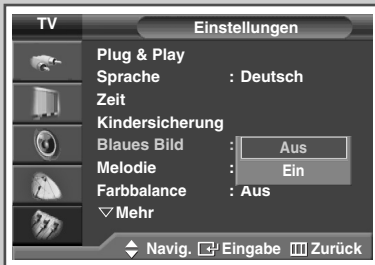 TV
Einstellungen
Plug & Play
Sprache : Deutsch
Zeit
Kindersicherung
Blaues Bild : Aus
Melodie : Ein
Farbbalance : Aus
▽Mehr
Navig. Eingabe Zurück